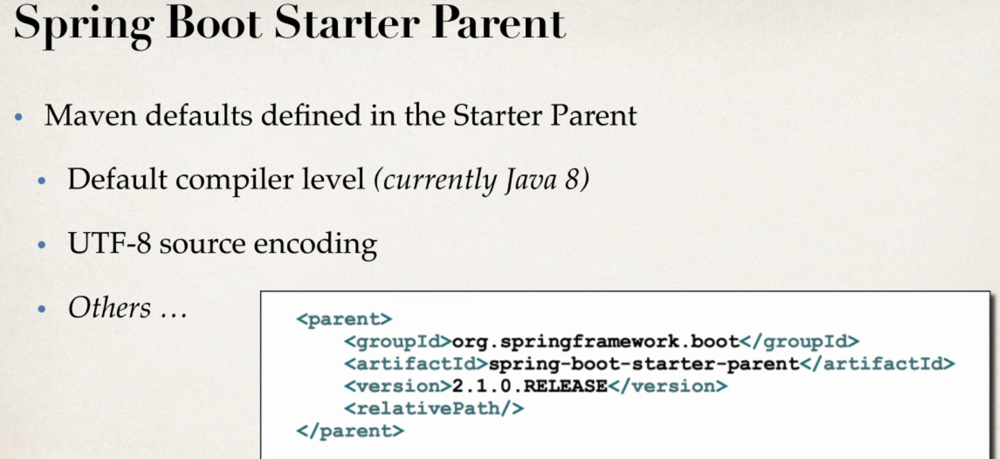 Spring Boot Starter Parent
• Maven defaults defined in the Starter Parent
• Default compiler level (currently Java 8)
• UTF-8 source encoding
• Others …
<parent>
<groupId>org.springframework.boot</groupId>
<artifactId>spring-boot-starter-parent</artifactId>
<version>2.1.0.RELEASE</version>
<relativePath/>
</parent>